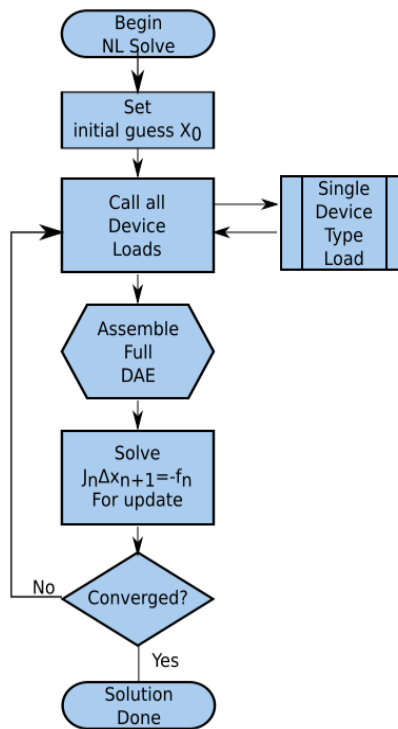 Begin
NL Solve
Set
initial guess X₀
Call all
Device
Loads
Single
Device
Type
Load
Assemble
Full
DAE
Solve
JₙΔxₙ₊₁=-fₙ
For update
No
Converged?
Yes
Solution
Done